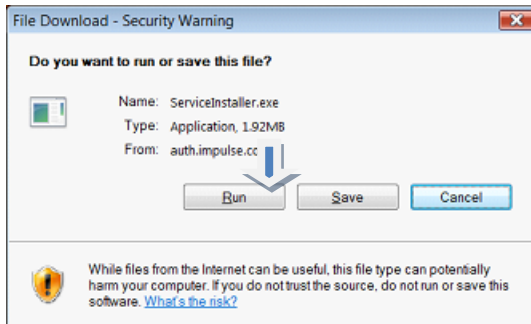 File Download - Security Warning
Do you want to run or save this file?
Name: ServiceInstaller.exe
Type: Application, 1.92MB
From: auth.impulse.cc
Run Save Cancel
While files from the Internet can be useful, this file type can potentially
harm your computer. If you do not trust the source, do not run or save this
software. What's the risk?